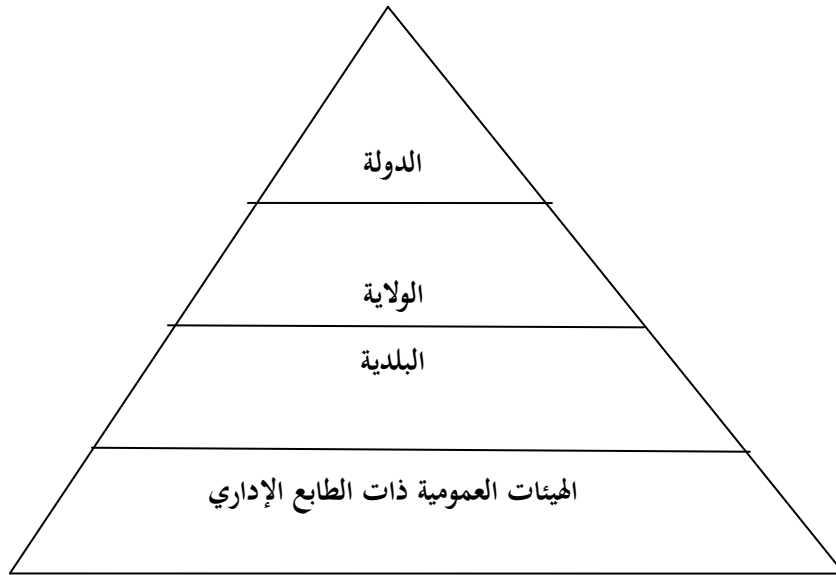 الدولة
الولاية
البلدية
الهيئات العمومية ذات الطابع الإداري